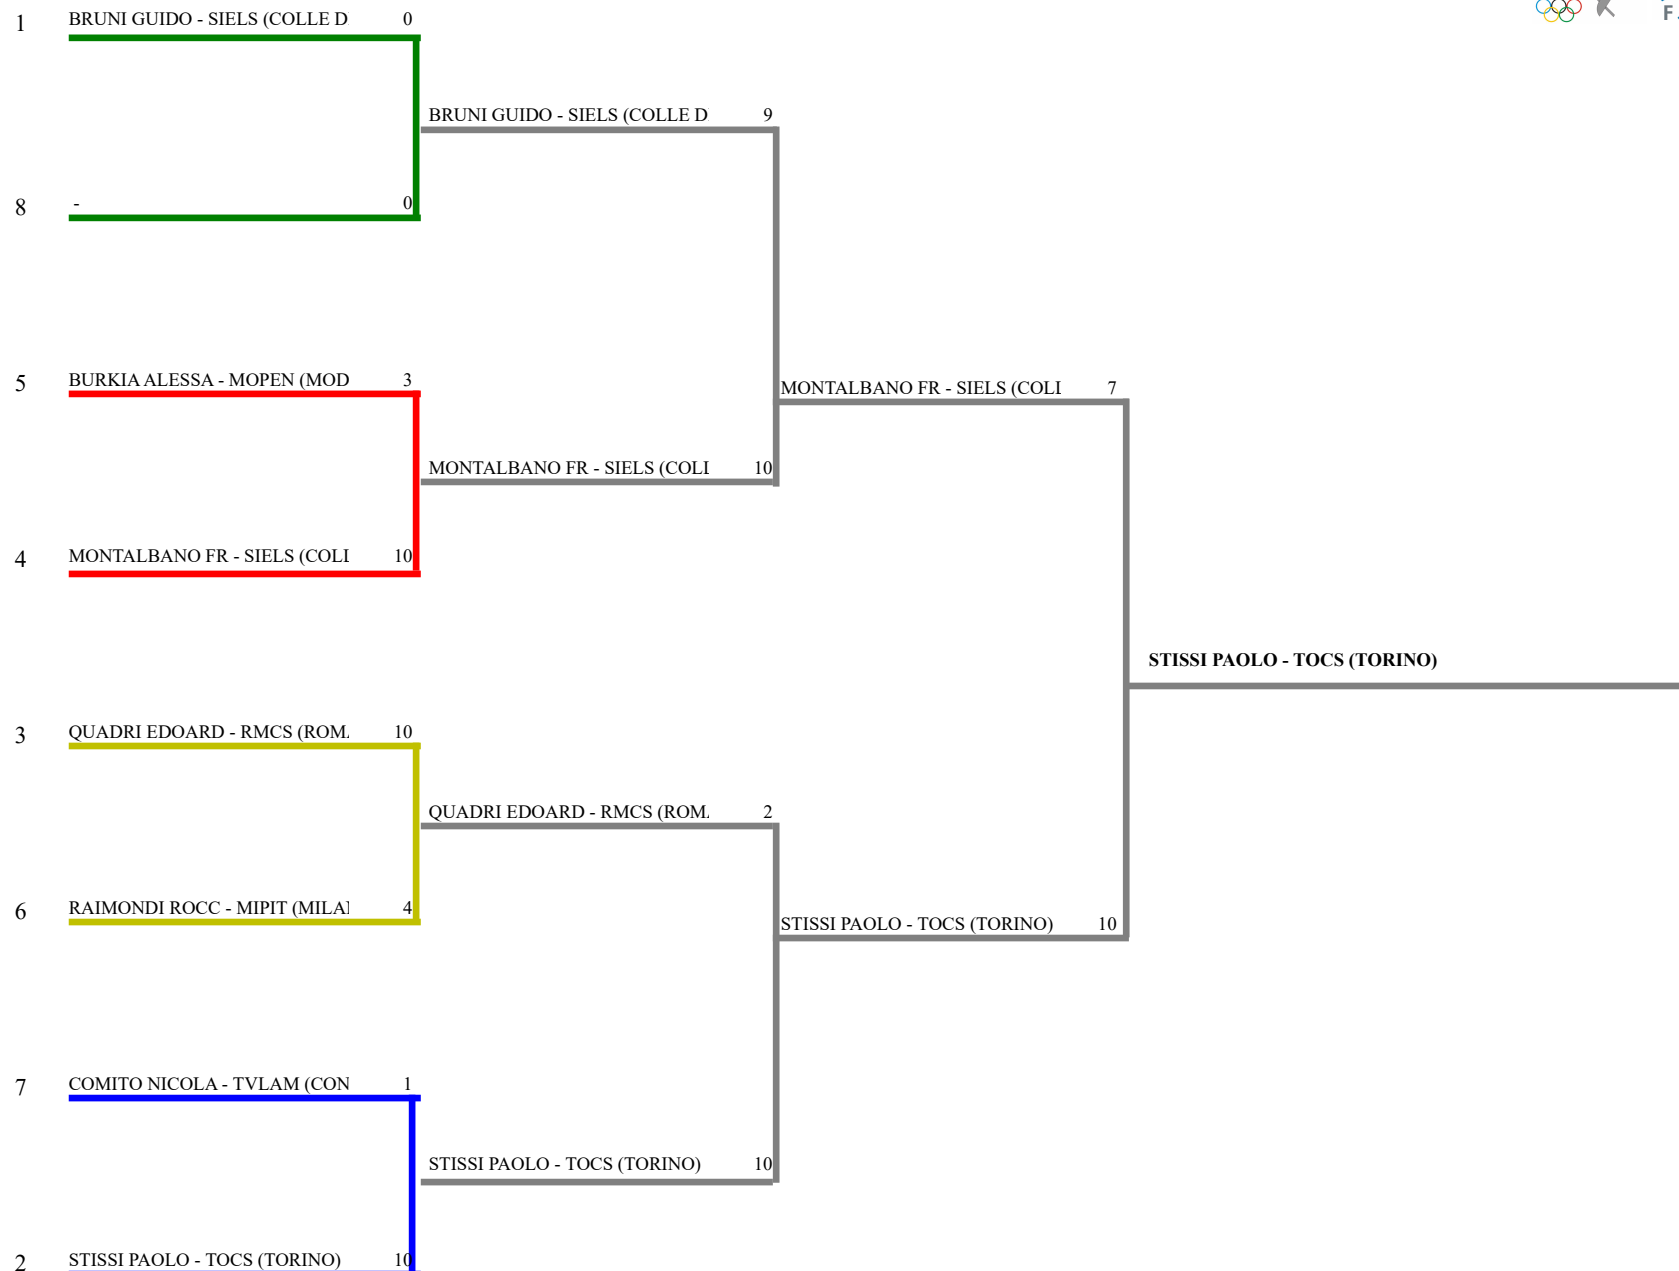 1 BRUNI GUIDO - SIELS (COLLE D 0
BRUNI GUIDO - SIELS (COLLE D 9
8 - 0
5 BURKIA ALESSA - MOPEN (MOD 3
MONTALBANO FR - SIELS (COLI 7
MONTALBANO FR - SIELS (COLI 10
4 MONTALBANO FR - SIELS (COLI 10
STISSI PAOLO - TOCS (TORINO)
3 QUADRI EDOARD - RMCS (ROM. 10
QUADRI EDOARD - RMCS (ROM. 2
6 RAIMONDI ROCC - MIPIT (MILAI 4
STISSI PAOLO - TOCS (TORINO) 10
7 COMITO NICOLA - TVLAM (CON 1
STISSI PAOLO - TOCS (TORINO) 10
2 STISSI PAOLO - TOCS (TORINO) 10
F